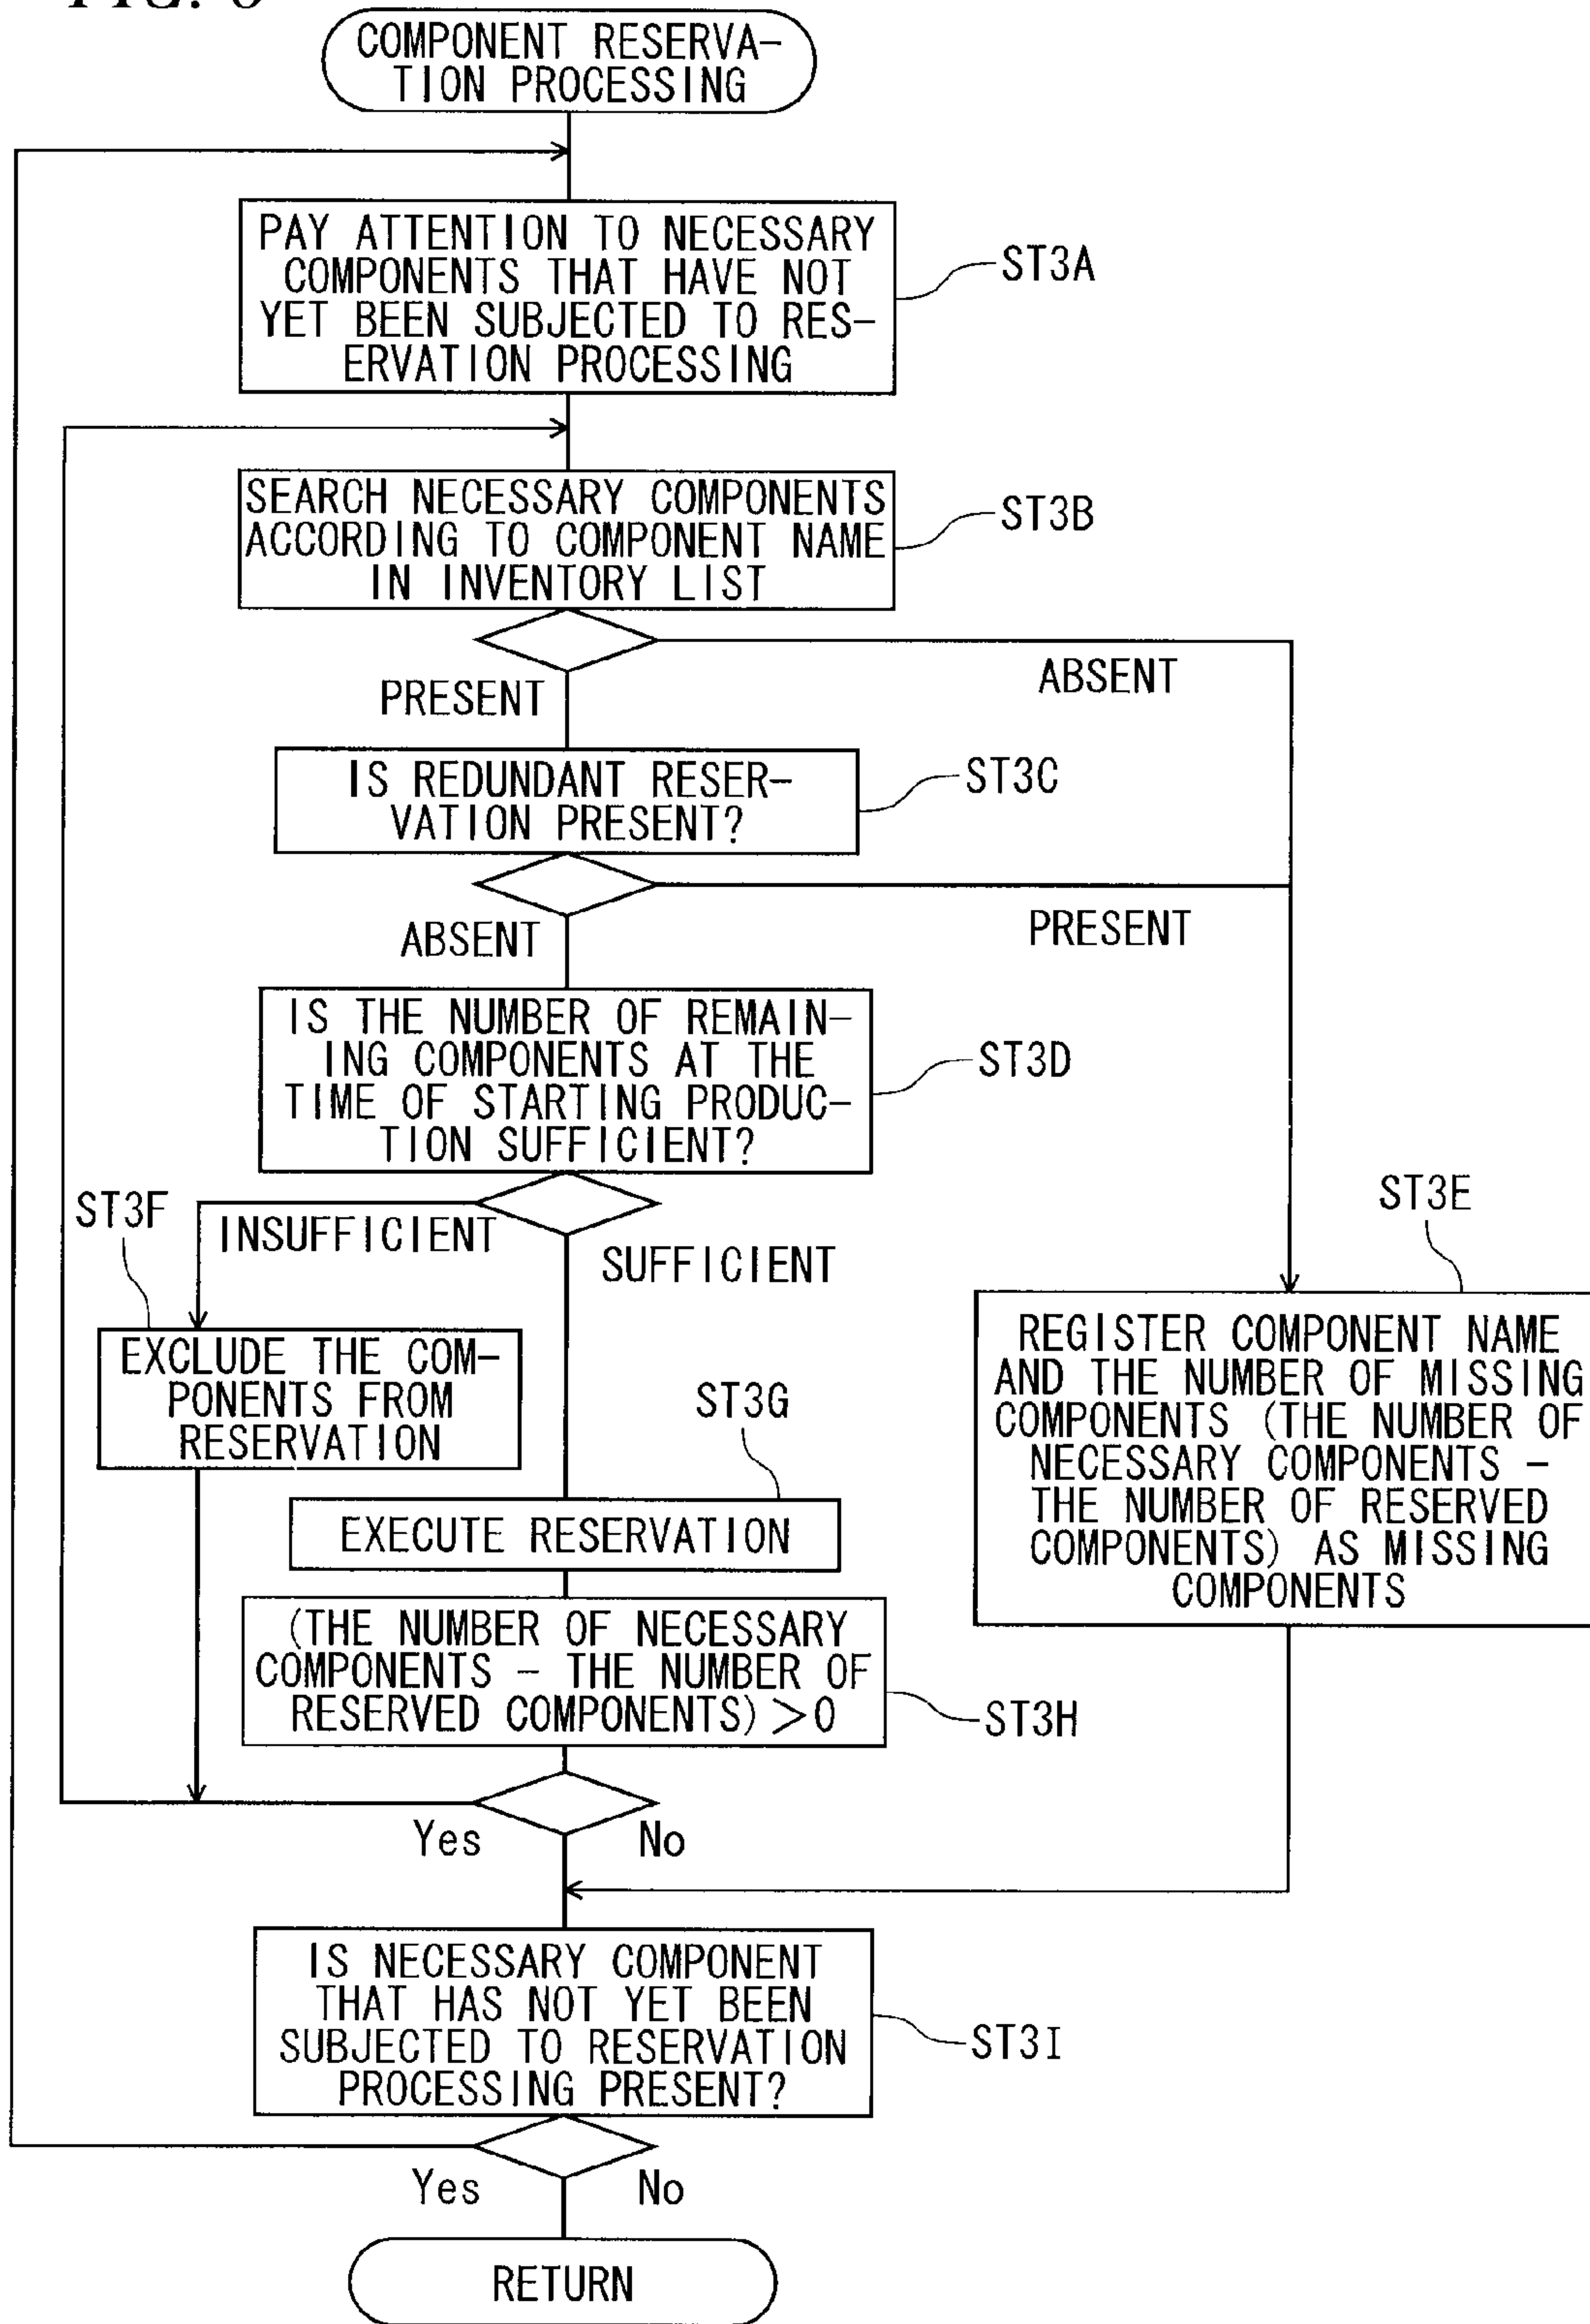 COMPONENT RESERVA-
TION PROCESSING
PAY ATTENTION TO NECESSARY
COMPONENTS THAT HAVE NOT
YET BEEN SUBJECTED TO RES-
ERVATION PROCESSING
ST3A
SEARCH NECESSARY COMPONENTS
ACCORDING TO COMPONENT NAME
IN INVENTORY LIST
ST3B
PRESENT
ABSENT
IS REDUNDANT RESER-
VATION PRESENT?
ST3C
ABSENT
PRESENT
IS THE NUMBER OF REMAIN-
ING COMPONENTS AT THE
TIME OF STARTING PRODUC-
TION SUFFICIENT?
ST3D
ST3F
INSUFFICIENT
SUFFICIENT
ST3E
EXCLUDE THE COM-
PONENTS FROM
RESERVATION
REGISTER COMPONENT NAME
AND THE NUMBER OF MISSING
COMPONENTS (THE NUMBER OF
NECESSARY COMPONENTS -
THE NUMBER OF RESERVED
COMPONENTS) AS MISSING
COMPONENTS
ST3G
EXECUTE RESERVATION
(THE NUMBER OF NECESSARY
COMPONENTS - THE NUMBER OF
RESERVED COMPONENTS) >0
ST3H
Yes
No
IS NECESSARY COMPONENT
THAT HAS NOT YET BEEN
SUBJECTED TO RESERVATION
PROCESSING PRESENT?
ST3I
Yes
No
RETURN